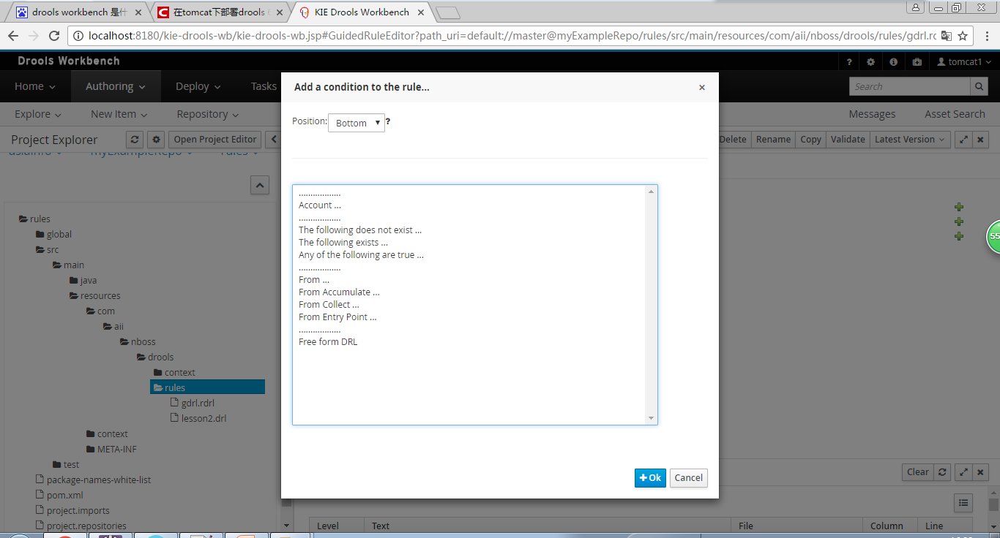 drools workbench 是什
在tomcat下部署drools
KIE Drools Workbench
localhost:8180/kie-drools-wb/kie-drools-wb.jsp#GuidedRuleEditor?path_uri=default://master@myExampleRepo/rules/src/main/resources/com/aii/nboss/drools/rules/gdrl.rd
Drools Workbench
? tomcat1
Home Authoring Deploy Tasks Search
Explore New Item Repository Messages Asset Search
Project Explorer Open Project Editor Delete Rename Copy Validate Latest Version
asiainfo myExampleRepo rules
Add a condition to the rule... ×
Position: Bottom ?
..................
Account ...
..................
The following does not exist ...
The following exists ...
Any of the following are true ...
..................
From ...
From Accumulate ...
From Collect ...
From Entry Point ...
..................
Free form DRL
Ok Cancel
rules
global
src
main
java
resources
com
aii
nboss
drools
context
rules
gdrl.rdrl
lesson2.drl
context
META-INF
test
package-names-white-list
pom.xml
project.imports
project.repositories
55
Clear
Level Text File Column Line